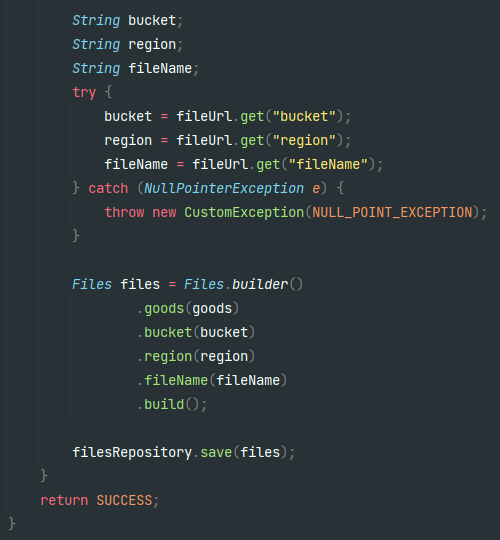 String bucket;
String region;
String fileName;
try {
bucket = fileUrl.get("bucket");
region = fileUrl.get("region");
fileName = fileUrl.get("fileName");
} catch (NullPointerException e) {
throw new CustomException(NULL_POINT_EXCEPTION);
}
Files files = Files.builder()
.goods(goods)
.bucket(bucket)
.region(region)
.fileName(fileName)
.build();
filesRepository.save(files);
}
return SUCCESS;
}